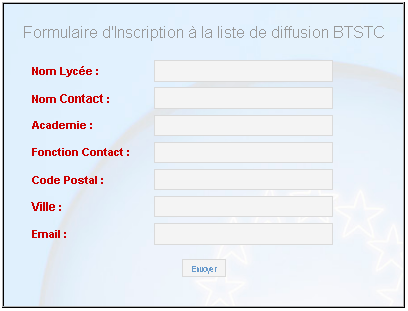 Formulaire d'Inscription à la liste de diffusion BTSTC
Nom Lycée :
Nom Contact :
Academie :
Fonction Contact :
Code Postal :
Ville :
Email :
Envoyer